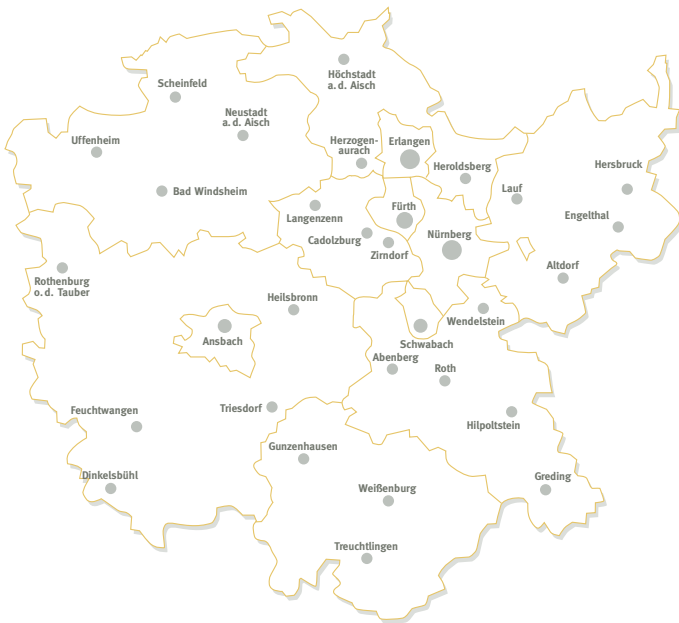 Höchstadt
a. d. Aisch
Scheinfeld
Neustadt
a. d. Aisch
Uffenheim
Herzogen-
aurach
Erlangen
Heroldsberg
Hersbruck
Lauf
Bad Windsheim
Langenzenn
Fürth
Engelthal
Cadolzburg
Nürnberg
Zirndorf
Rothenburg
o. d. Tauber
Altdorf
Heilsbronn
Wendelstein
Ansbach
Schwabach
Abenberg
Roth
Feuchtwangen
Triesdorf
Hilpoltstein
Gunzenhausen
Dinkelsbühl
Weißenburg
Greding
Treuchtlingen